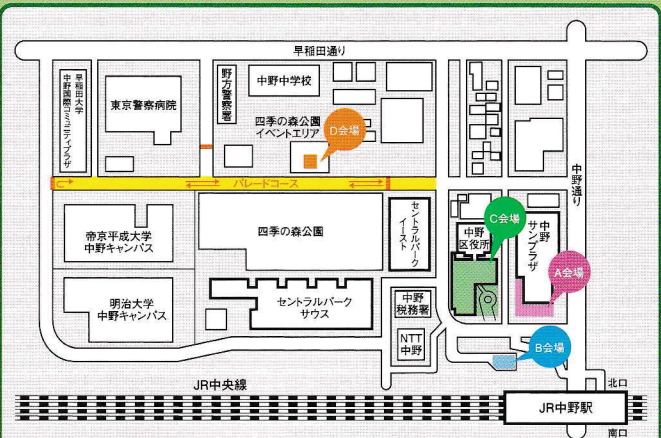 早稲田通り
早稲田大学
中野国際コミュニティプラザ
東京警察病院
野方警察署
中野中学校
四季の森公園
イベントエリア
D会場
中野通り
パレードコース
帝京平成大学
中野キャンパス
四季の森公園
セントラルパーク
イースト
中野
区役所
C会場
中野
サンプラザ
A会場
明治大学
中野キャンパス
セントラルパーク
サウス
中野
税務署
NTT
中野
B会場
JR中央線
北口
JR中野駅
南口